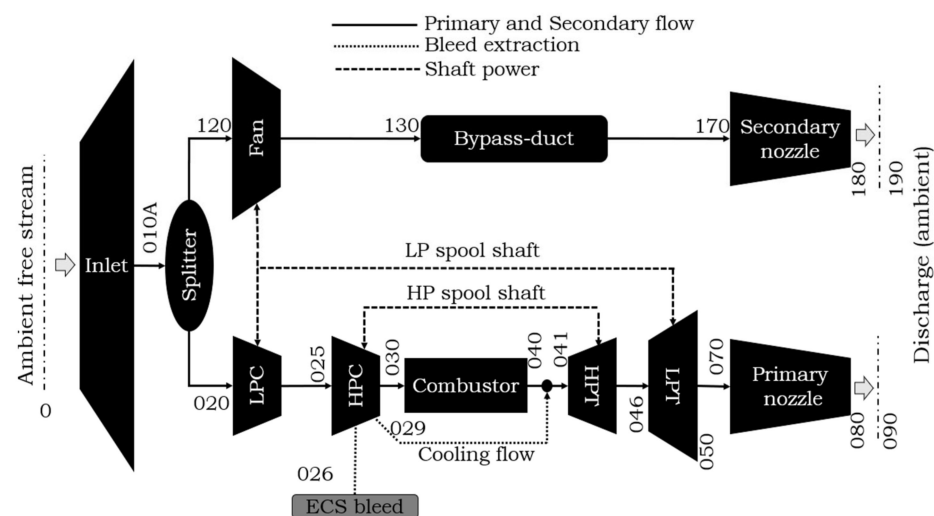 Primary and Secondary flow
Bleed extraction
Shaft power
120
Fan
130
Bypass-duct
170
Secondary
nozzle
180
190
Ambient free stream
0
Inlet
010A
Splitter
LP spool shaft
HP spool shaft
020
LPC
025
HPC
030
Combustor
040
041
HPT
046
LPT
050
070
Primary
nozzle
080
090
Discharge (ambient)
029
Cooling flow
026
ECS bleed